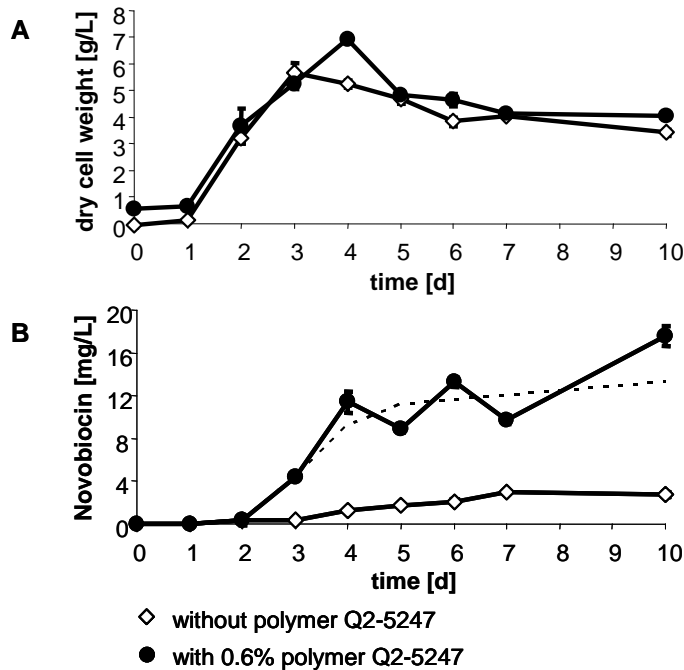 A
dry cell weight [g/L]
8
7
6
5
4
3
2
1
0
0 1 2 3 4 5 6 7 8 9 10
time [d]
B
Novobiocin [mg/L]
20
16
12
8
4
0
0 1 2 3 4 5 6 7 8 9 10
time [d]
without polymer Q2-5247
with 0.6% polymer Q2-5247